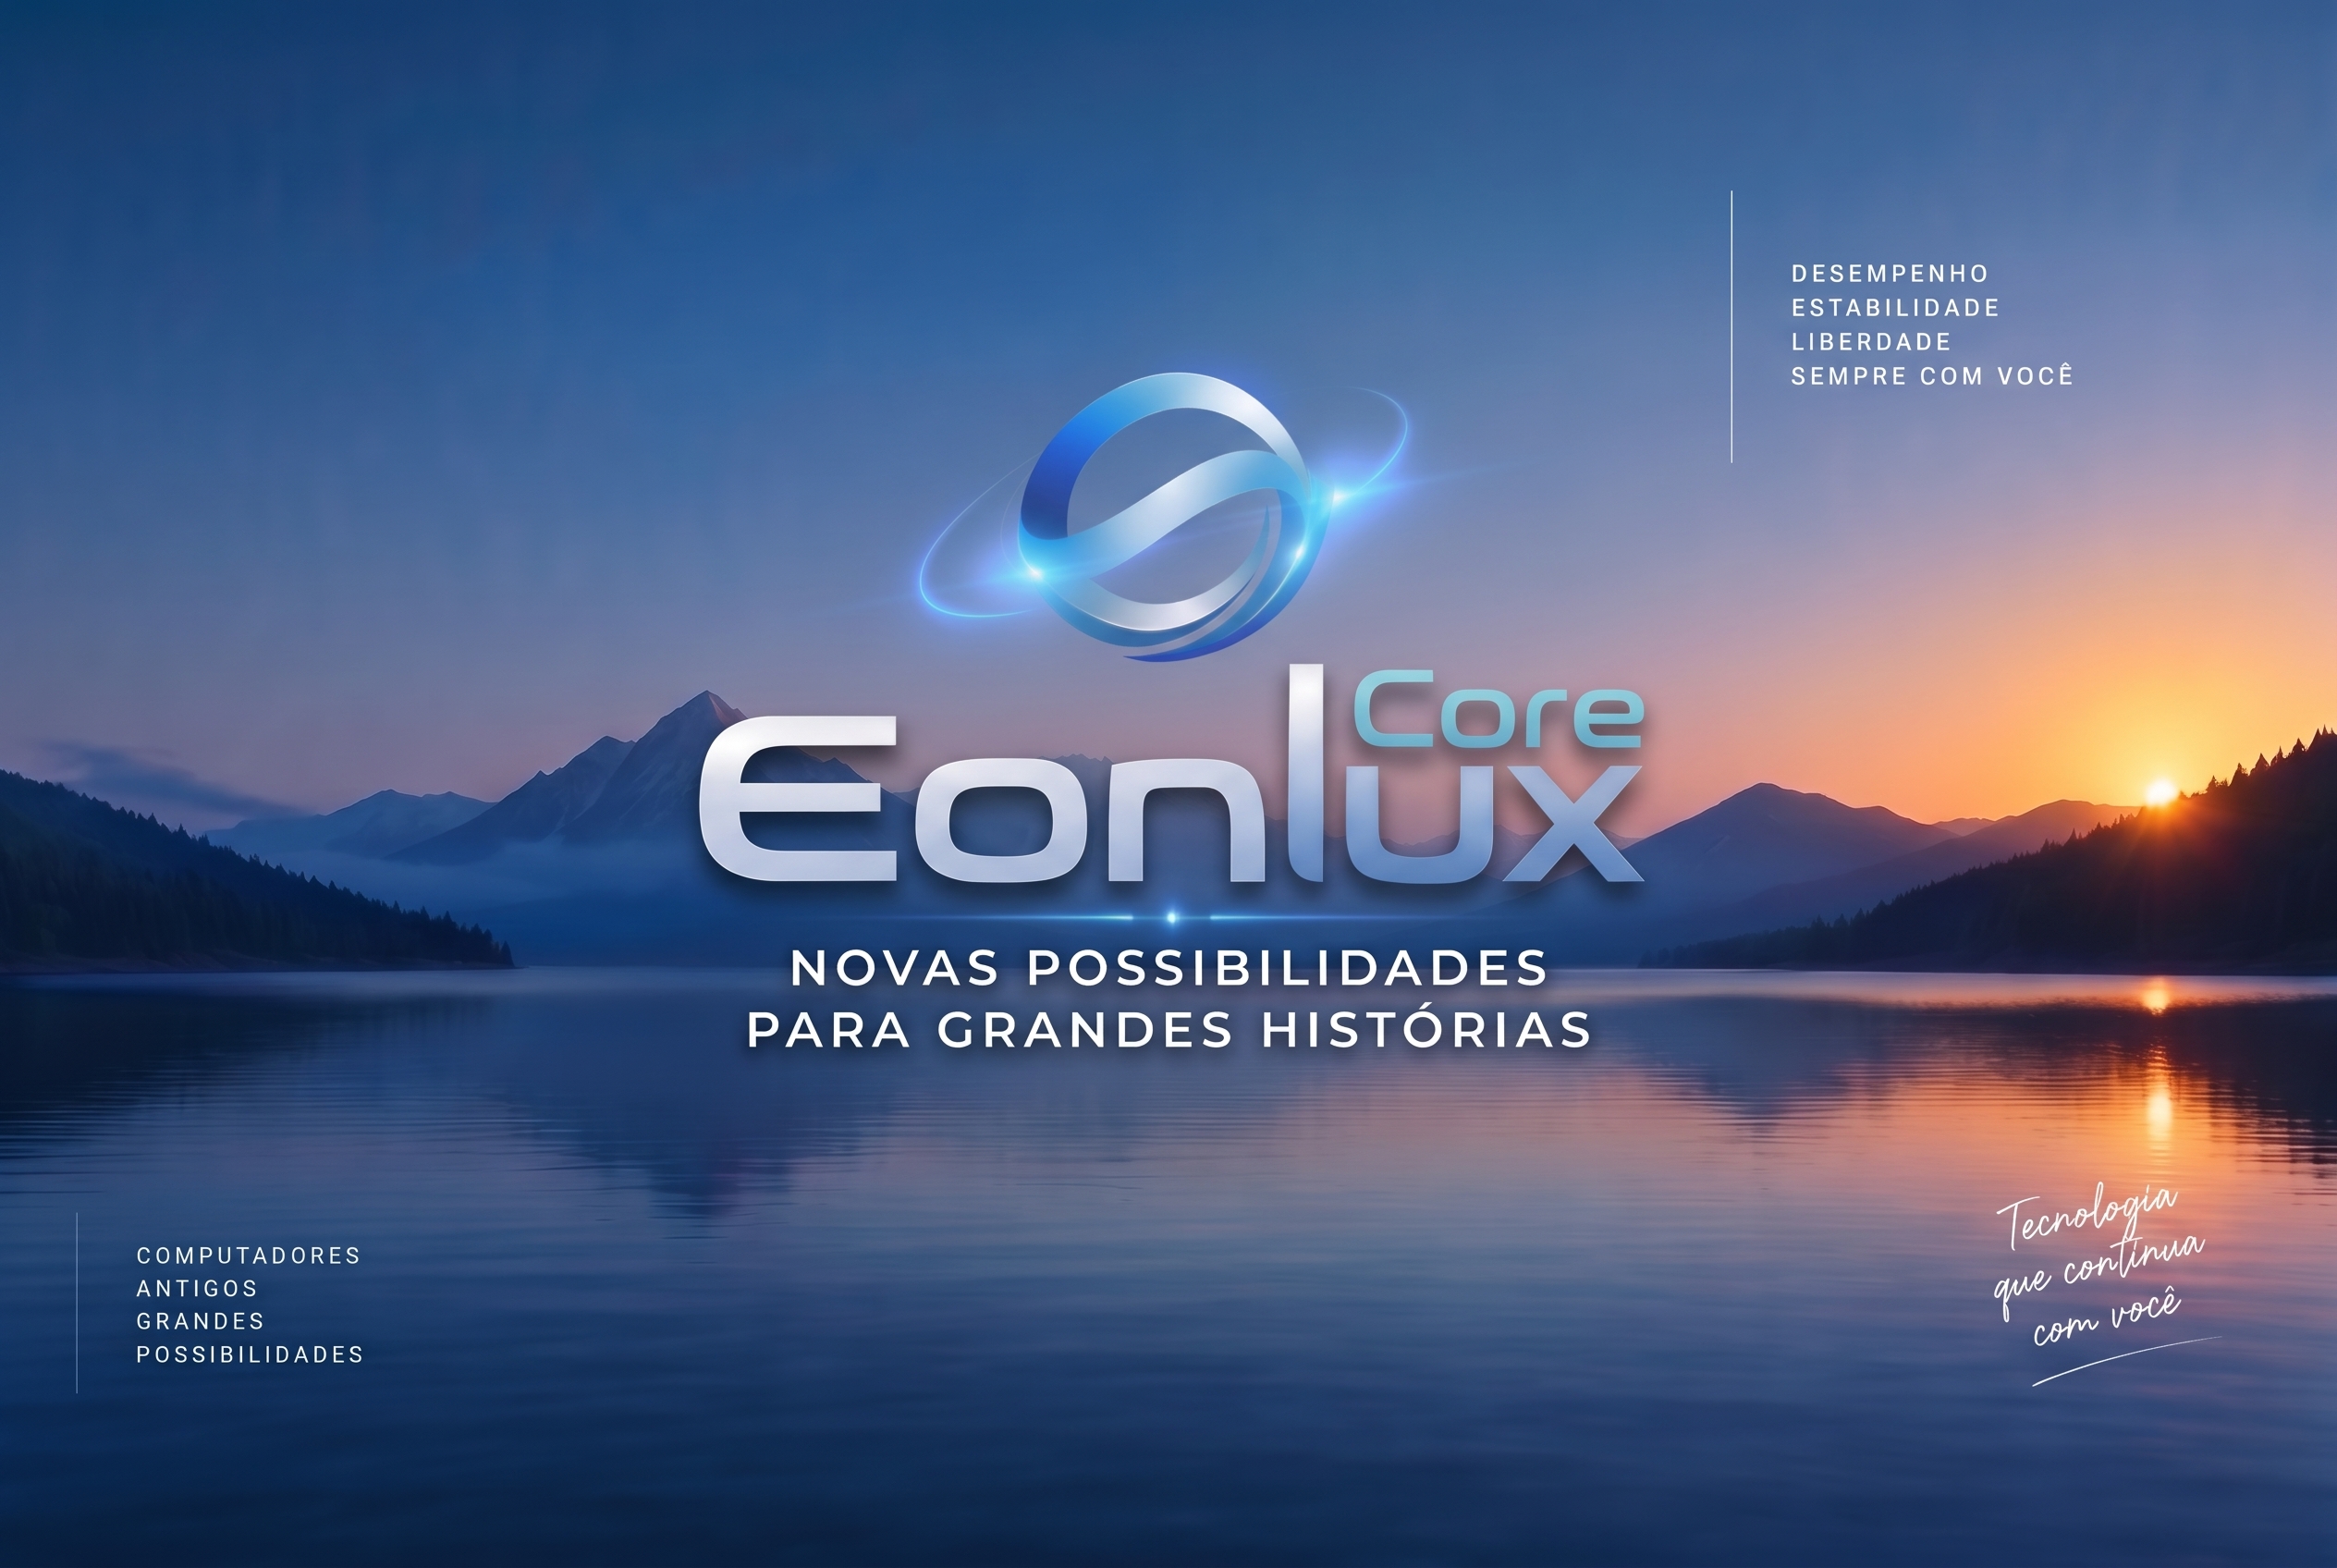 DESEMPENHO
ESTABILIDADE
LIBERDADE
SEMPRE COM VOCÊ
Core
Eonlux
NOVAS POSSIBILIDADES
PARA GRANDES HISTÓRIAS
COMPUTADORES
ANTIGOS
GRANDES
POSSIBILIDADES
Tecnologia
que continua
com você